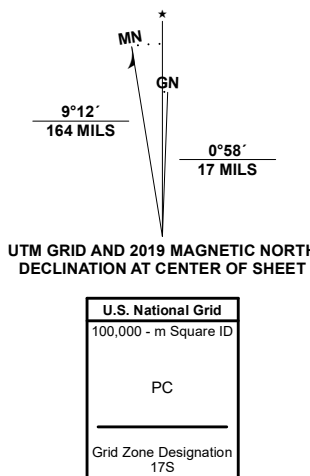 ★
MN
GN
9°12´
164 MILS
0°58´
17 MILS
UTM GRID AND 2019 MAGNETIC NORTH
DECLINATION AT CENTER OF SHEET
U.S. National Grid
100,000 - m Square ID
PC
Grid Zone Designation
17S